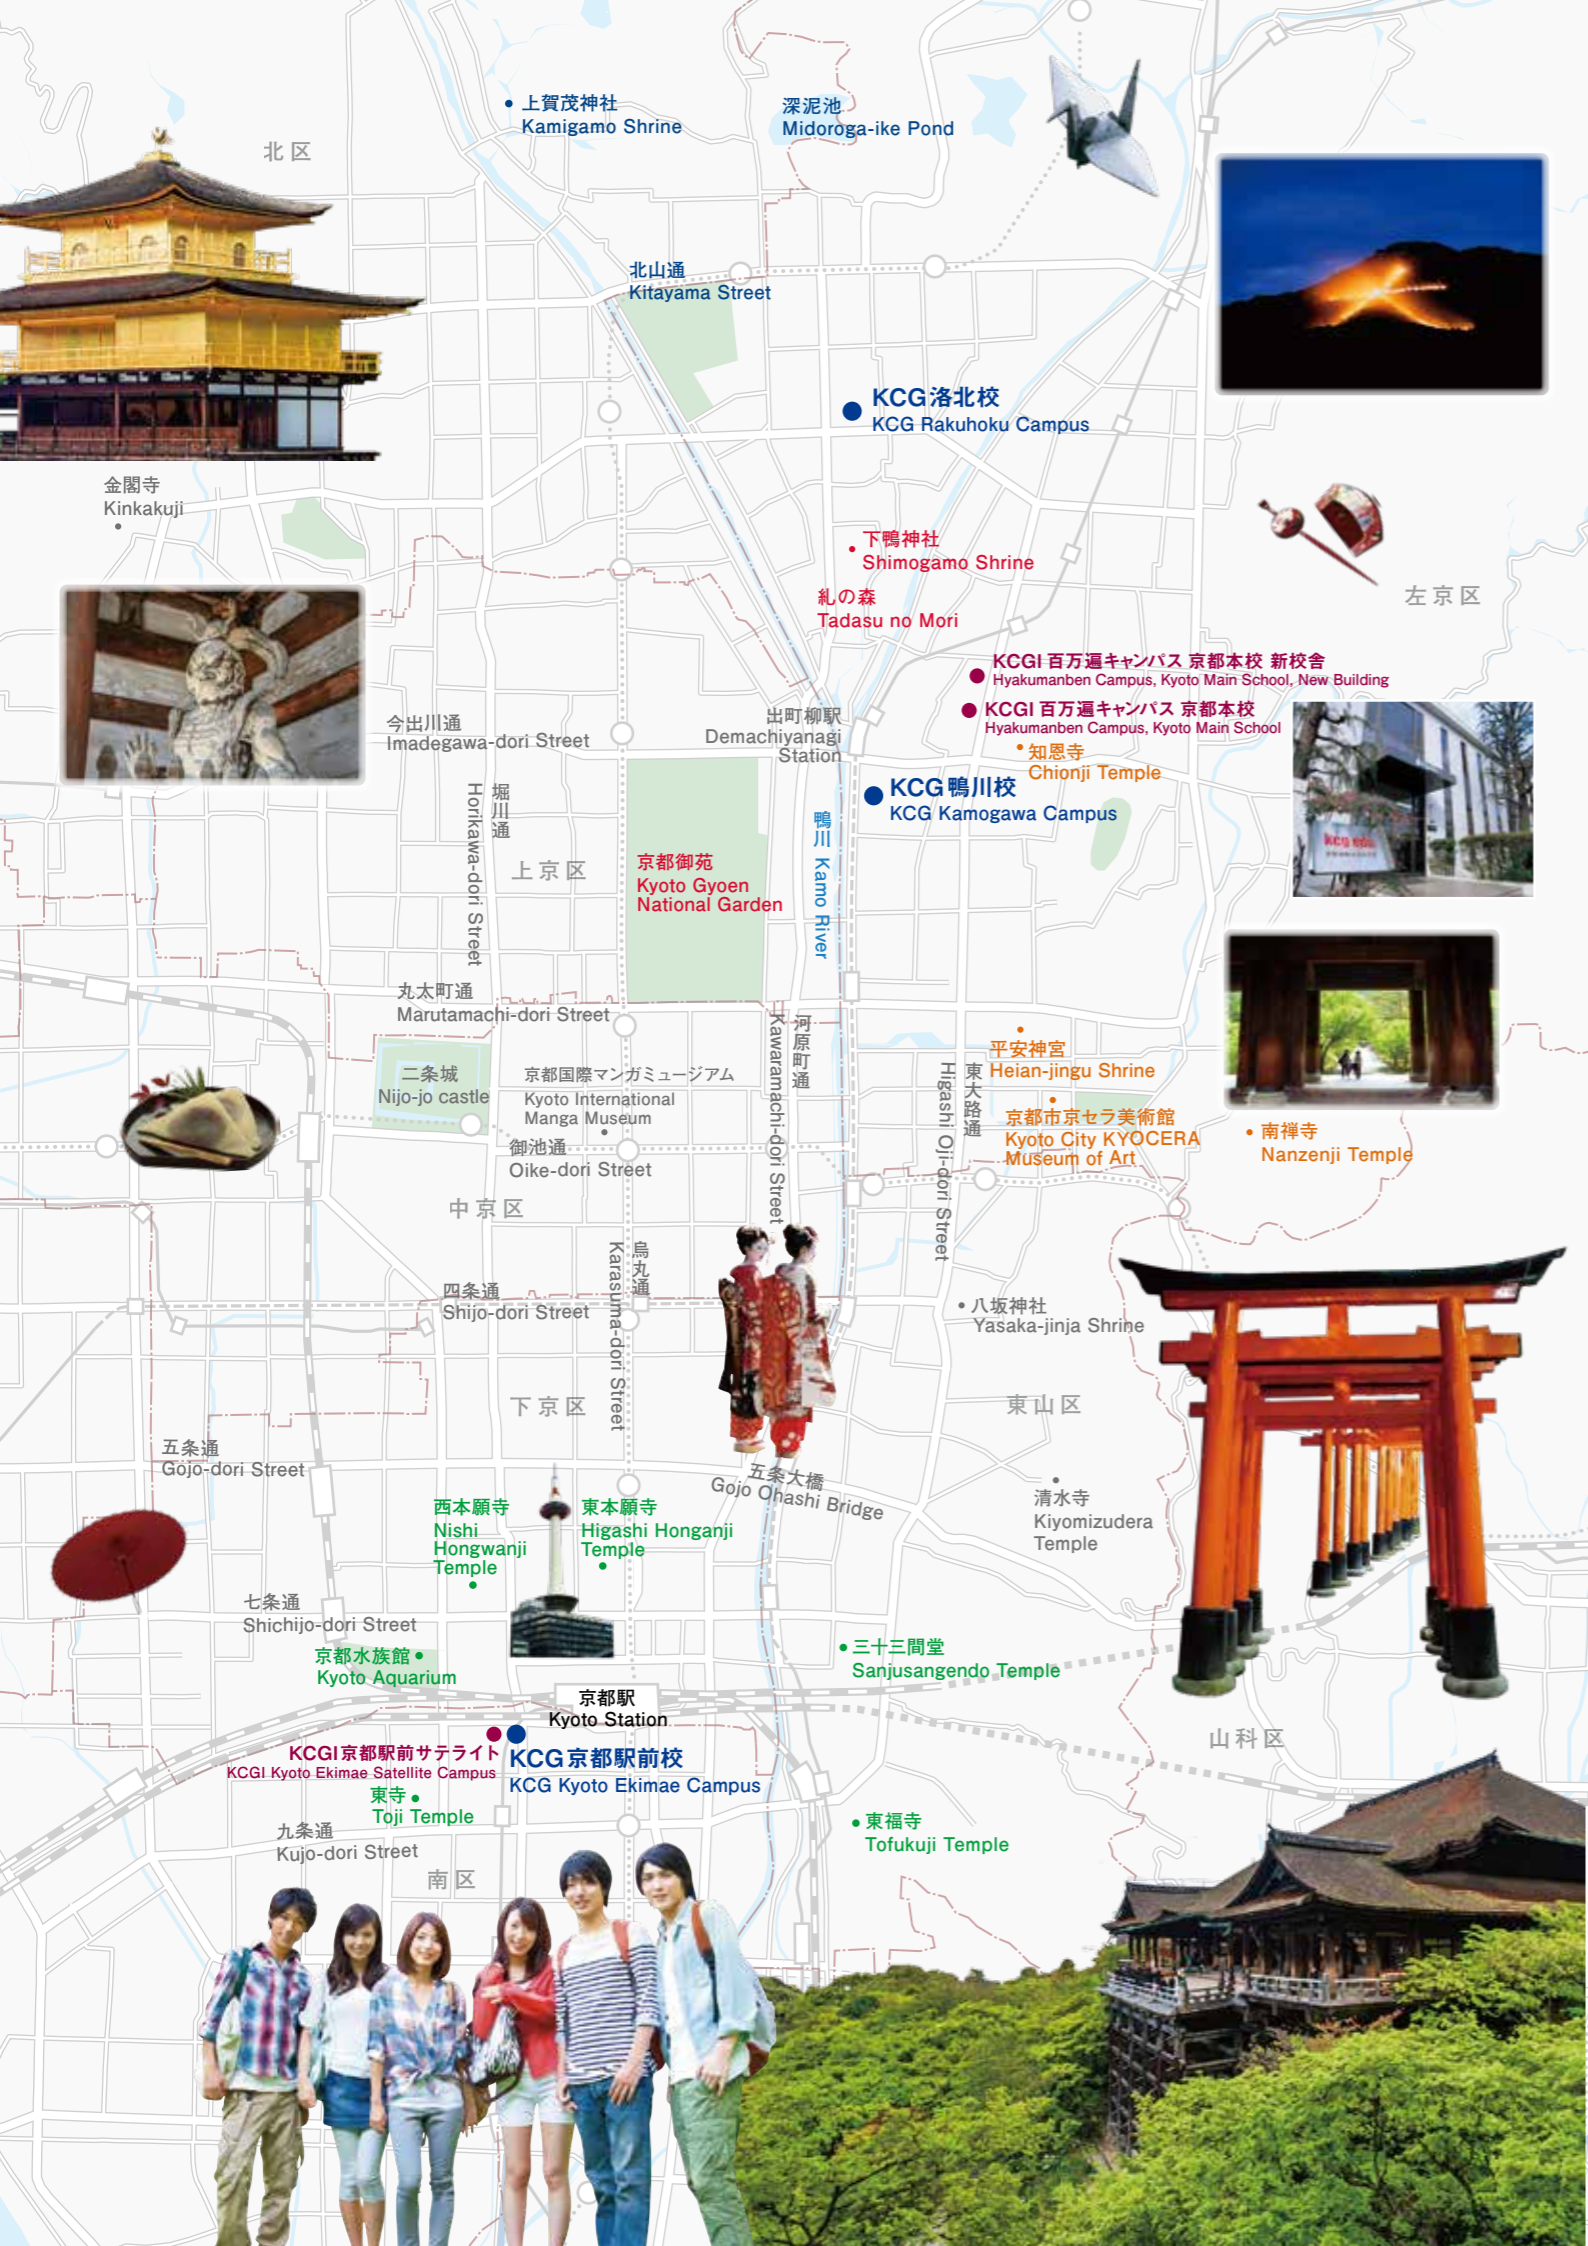 上賀茂神社
Kamigamo Shrine
深泥池
Midoroga-ike Pond
北区
北山通
Kitayama Street
KCG洛北校
KCG Rakuhoku Campus
金閣寺
Kinkakuji
下鴨神社
Shimogamo Shrine
左京区
糺の森
Tadasu no Mori
KCGI 百万遍キャンパス 京都本校 新校舎
Hyakumanben Campus, Kyoto Main School, New Building
KCGI 百万遍キャンパス 京都本校
Hyakumanben Campus, Kyoto Main School
今出川通
Imadegawa-dori Street
出町柳駅
Demachiyanagi
Station
知恩寺
Chionji Temple
KCG鴨川校
KCG Kamogawa Campus
堀川通
Horikawa-dori Street
鴨川 Kamo River
上京区
京都御苑
Kyoto Gyoen
National Garden
丸太町通
Marutamachi-dori Street
河原町通
Kawaramachi-dori Street
平安神宮
Heian-jingu Shrine
東大路通
Higashi Oji-dori Street
二条城
Nijo-jo castle
京都国際マンガミュージアム
Kyoto International
Manga Museum
京都市京セラ美術館
Kyoto City KYOCERA
Museum of Art
南禅寺
Nanzenji Temple
御池通
Oike-dori Street
中京区
烏丸通
Karasuma-dori Street
四条通
Shijo-dori Street
八坂神社
Yasaka-jinja Shrine
下京区
東山区
五条通
Gojo-dori Street
五条大橋
Gojo Ohashi Bridge
清水寺
Kiyomizudera
Temple
西本願寺
Nishi
Hongwanji
Temple
東本願寺
Higashi Honganji
Temple
七条通
Shichijo-dori Street
京都水族館
Kyoto Aquarium
三十三間堂
Sanjusangendo Temple
京都駅
Kyoto Station
山科区
KCGI京都駅前サテライト
KCGI Kyoto Ekimae Satellite Campus
KCG京都駅前校
KCG Kyoto Ekimae Campus
東寺
Toji Temple
東福寺
Tofukuji Temple
九条通
Kujo-dori Street
南区